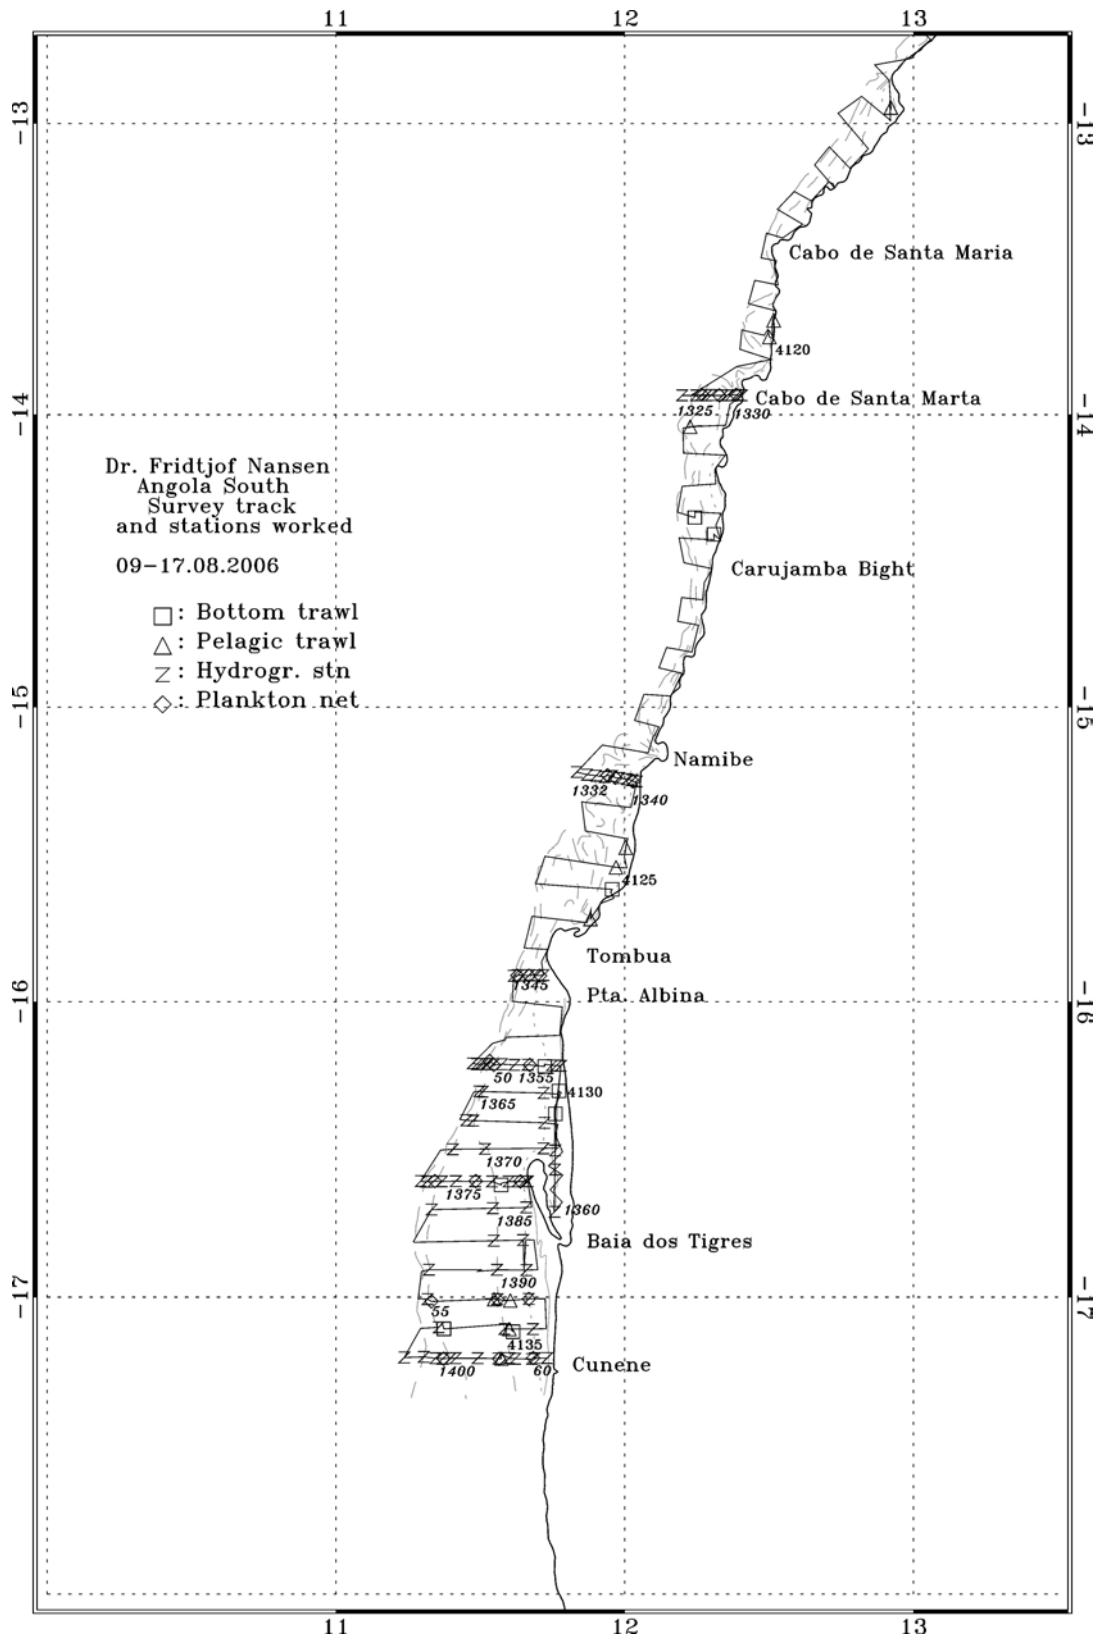 11 12 13
-13 -13
Cabo de Santa Maria
4120
Cabo de Santa Marta
1325 1330
-14 -14
Dr. Fridtjof Nansen
Angola South
Survey track
and stations worked
09-17.08.2006
Carujamba Bight
: Bottom trawl
: Pelagic trawl
: Hydrogr. stn
: Plankton net
-15 -15
Namibe
1332 1340
4125
Tombua
1345
Pta. Albina
-16 -16
50 1355
4130
1365
1370
1375
1360
1385
Baia dos Tigres
1390
-17 -17
55
4135
1400 60
Cunene
11 12 13